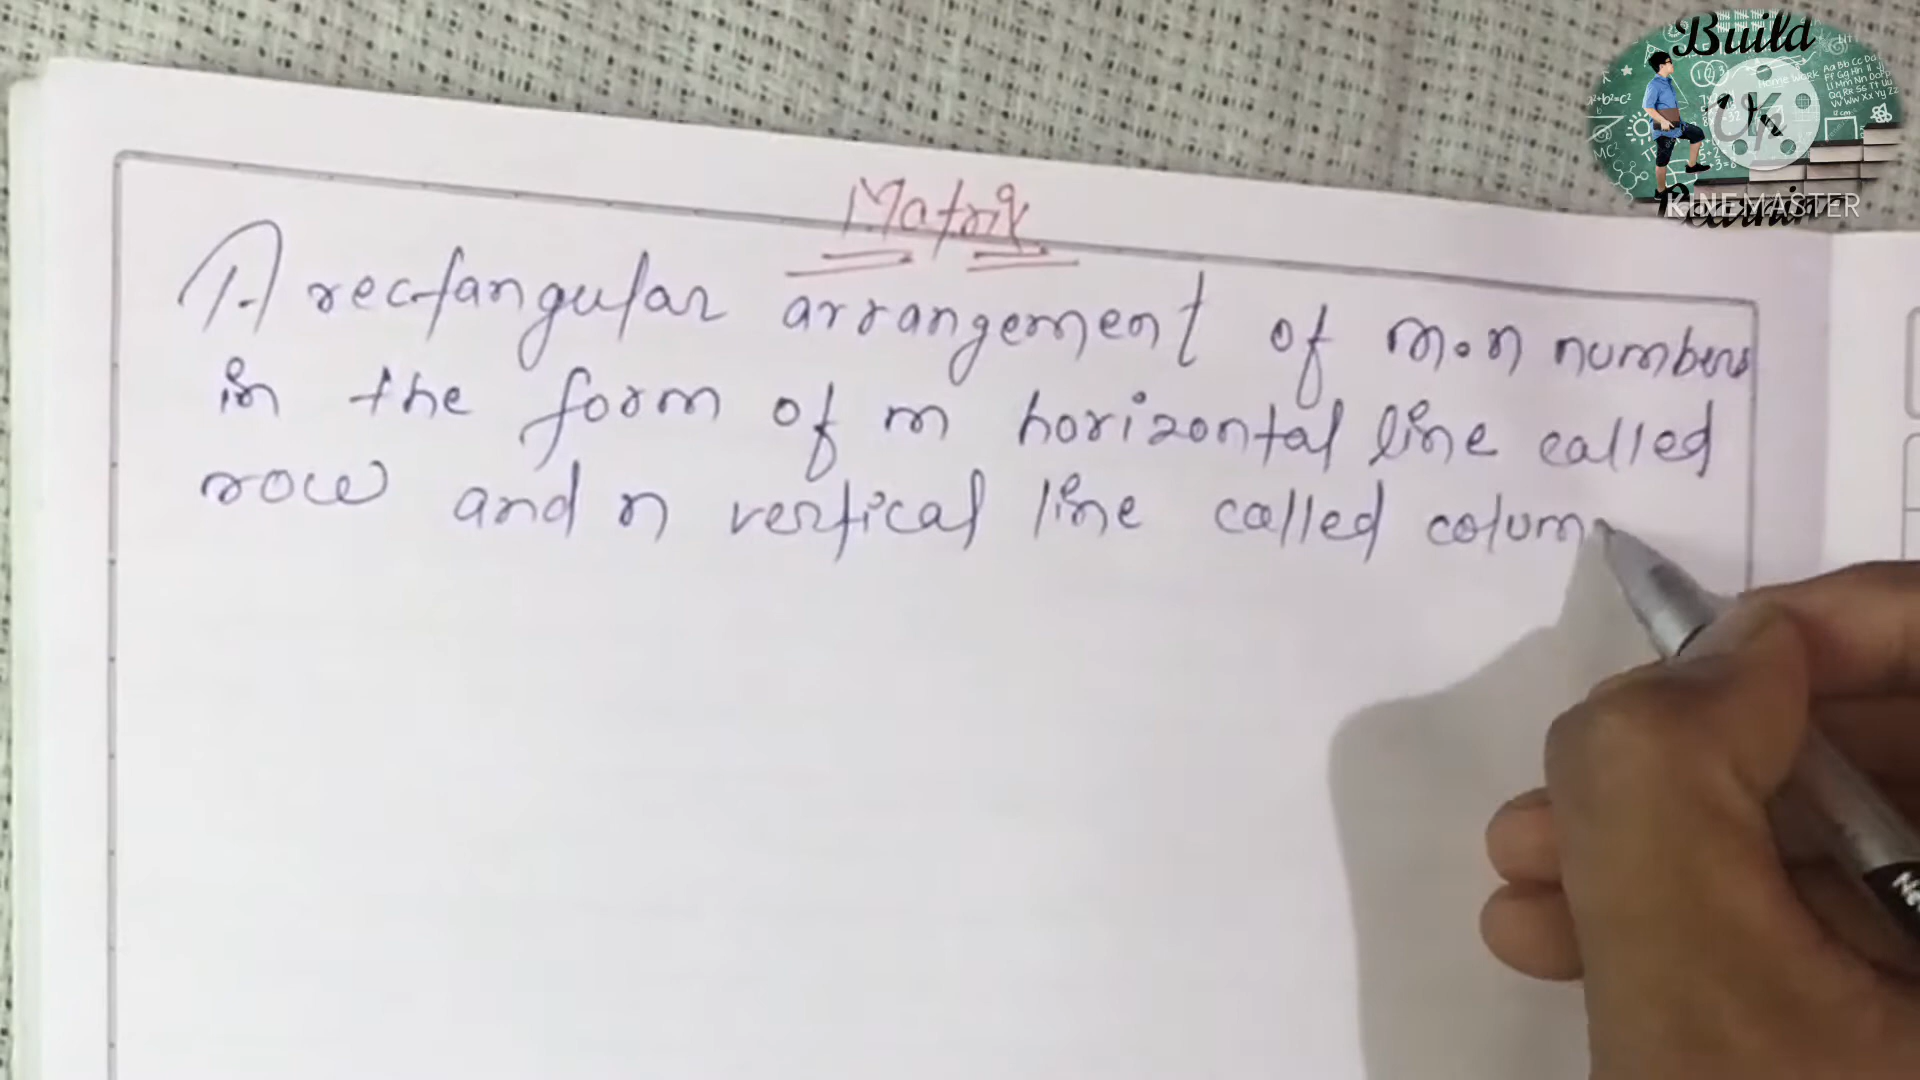 Build
KINEMASTER
Matrix
A rectangular arrangement of m.n numbers
in the form of m horizontal line called
row and n vertical line called colum